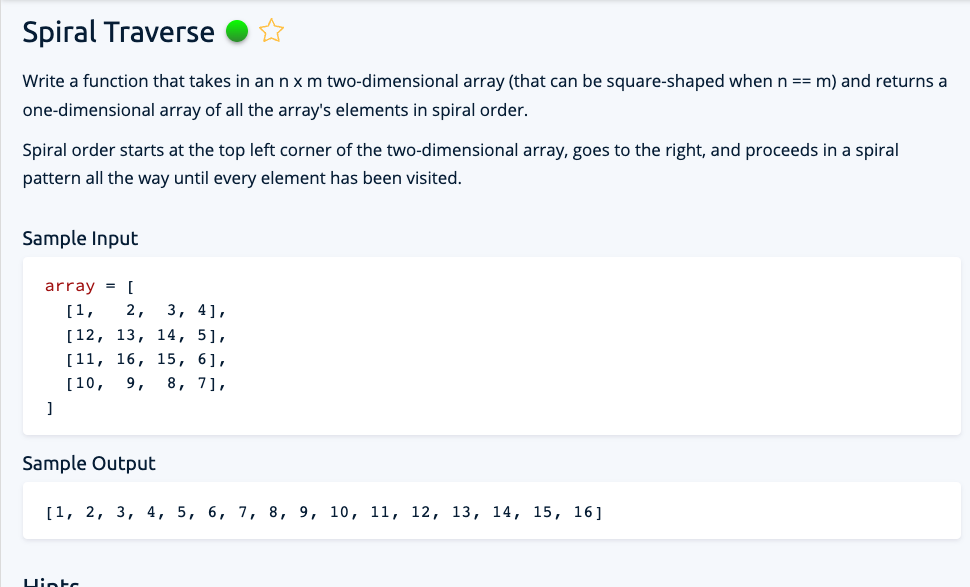 Spiral Traverse
Write a function that takes in an n x m two-dimensional array (that can be square-shaped when n == m) and returns a
one-dimensional array of all the array's elements in spiral order.
Spiral order starts at the top left corner of the two-dimensional array, goes to the right, and proceeds in a spiral
pattern all the way until every element has been visited.
Sample Input
array = [
  [1,   2,  3, 4],
  [12, 13, 14, 5],
  [11, 16, 15, 6],
  [10,  9,  8, 7],
]
Sample Output
[1, 2, 3, 4, 5, 6, 7, 8, 9, 10, 11, 12, 13, 14, 15, 16]
Hints